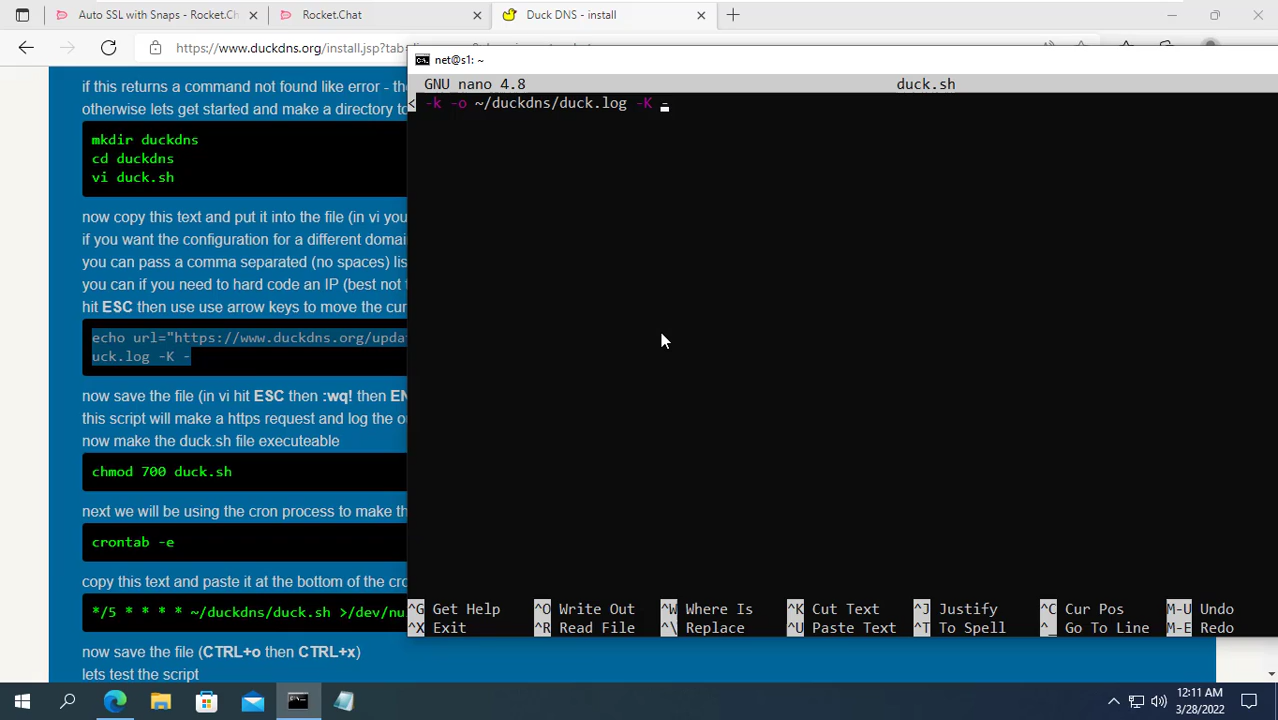 Auto SSL with Snaps - Rocket.Ch
Rocket.Chat
Duck DNS - install
https://www.duckdns.org/install.jsp?tab
if this returns a command not found like error - the
otherwise lets get started and make a directory to
mkdir duckdns
cd duckdns
vi duck.sh
now copy this text and put it into the file (in vi you
if you want the configuration for a different domai
you can pass a comma separated (no spaces) lis
you can if you need to hard code an IP (best not
hit ESC then use use arrow keys to move the cur
echo url="https://www.duckdns.org/upda
uck.log -K -
now save the file (in vi hit ESC then :wq! then EN
this script will make a https request and log the o
now make the duck.sh file executeable
chmod 700 duck.sh
next we will be using the cron process to make th
crontab -e
copy this text and paste it at the bottom of the cro
*/5 * * * * ~/duckdns/duck.sh >/dev/nu
now save the file (CTRL+o then CTRL+x)
lets test the script
net@s1: ~
GNU nano 4.8 duck.sh
< -k -o ~/duckdns/duck.log -K -
^G Get Help ^O Write Out ^W Where Is ^K Cut Text ^J Justify ^C Cur Pos M-U Undo
^X Exit ^R Read File ^\ Replace ^U Paste Text ^T To Spell ^_ Go To Line M-E Redo
12:11 AM
3/28/2022